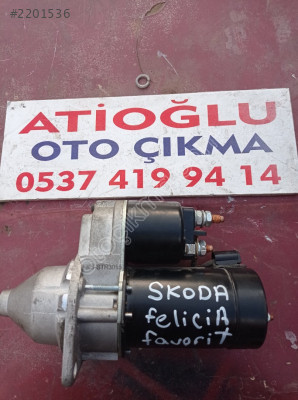 #2201536
ATİOĞLU
OTO ÇIKMA
0537 419 94 14
SKODA
feliciA
favorit